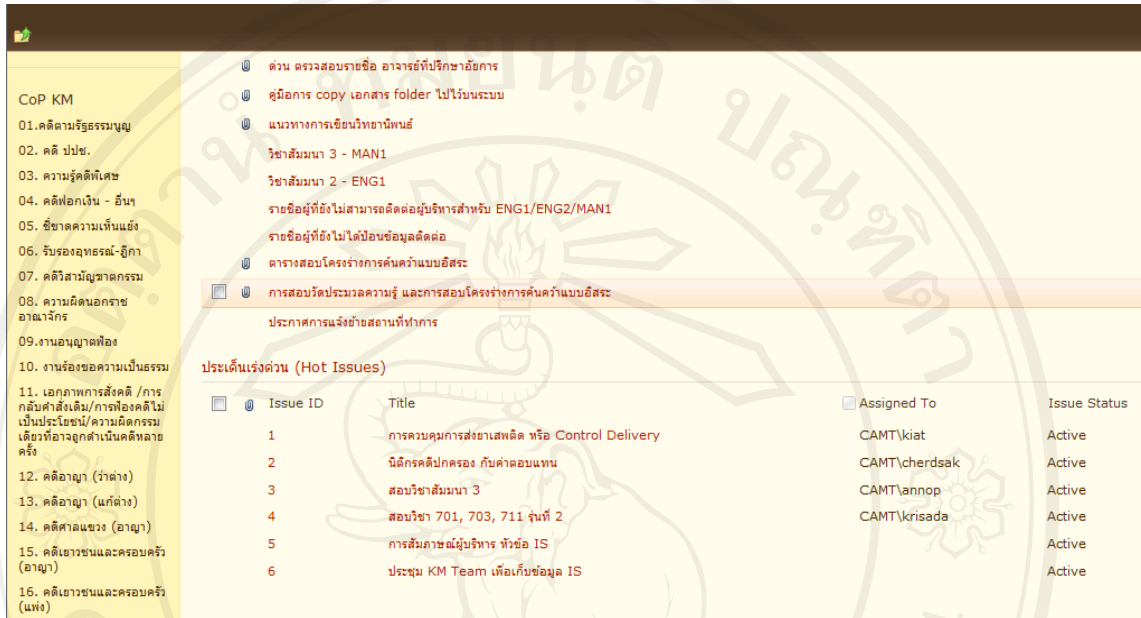 CoP KM
01.คดีตามรัฐธรรมนูญ
02. คดี ปปช.
03. ความรู้คดีพิเศษ
04. คดีฟอกเงิน - อื่นๆ
05. ชี้ขาดความเห็นแย้ง
06. รับรองอุทธรณ์-ฎีกา
07. คดีวิสามัญฆาตกรรม
08. ความผิดนอกราช
อาณาจักร
09.งานอนุญาตฟ้อง
10. งานร้องขอความเป็นธรรม
11. เอกภาพการสั่งคดี /การ
กลับคำสั่งเดิม/การฟ้องคดีไม่
เป็นประโยชน์/ความผิดกรรม
เดียวที่อาจถูกดำเนินคดีหลาย
ครั้ง
12. คดีอาญา (ว่าต่าง)
13. คดีอาญา (แก้ต่าง)
14. คดีศาลแขวง (อาญา)
15. คดีเยาวชนและครอบครัว
(อาญา)
16. คดีเยาวชนและครอบครัว
(แพ่ง)
ด่วน ตรวจสอบรายชื่อ อาจารย์ที่ปรึกษาอัยการ
คู่มือการ copy เอกสาร folder ไปไว้บนระบบ
แนวทางการเขียนวิทยานิพนธ์
วิชาสัมมนา 3 - MAN1
วิชาสัมมนา 2 - ENG1
รายชื่อผู้ที่ยังไม่สามารถติดต่อผู้บริหารสำหรับ ENG1/ENG2/MAN1
รายชื่อผู้ที่ยังไม่ได้ป้อนข้อมูลติดต่อ
ตารางสอบโครงร่างการค้นคว้าแบบอิสระ
การสอบวัดประมวลความรู้ และการสอบโครงร่างการค้นคว้าแบบอิสระ
ประกาศการแจ้งย้ายสถานที่ทำการ
ประเด็นเร่งด่วน (Hot Issues)
Issue ID Title Assigned To Issue Status
1 การควบคุมการส่งยาเสพติด หรือ Control Delivery CAMT\kiat Active
2 นิติกรคดีปกครอง กับค่าตอบแทน CAMT\cherdsak Active
3 สอบวิชาสัมมนา 3 CAMT\annop Active
4 สอบวิชา 701, 703, 711 รุ่นที่ 2 CAMT\krisada Active
5 การสัมภาษณ์ผู้บริหาร หัวข้อ IS Active
6 ประชุม KM Team เพื่อเก็บข้อมูล IS Active